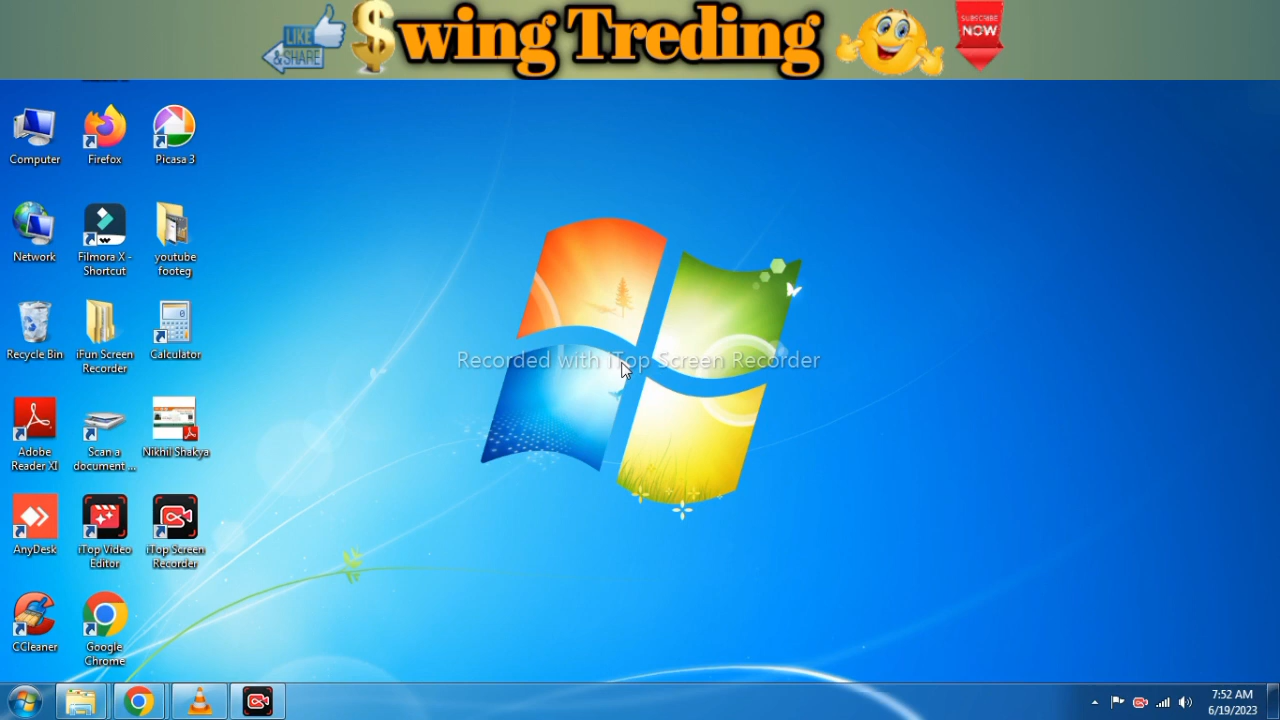 LIKE
&SHARE
$wing Treding
SUBSCRIBE
NOW
Computer
Firefox
Picasa 3
Network
Filmora X -
Shortcut
youtube
footeg
Recycle Bin
iFun Screen
Recorder
Calculator
Recorded with iTop Screen Recorder
Adobe
Reader XI
Scan a
document ...
Nikhil Shakya
AnyDesk
iTop Video
Editor
iTop Screen
Recorder
CCleaner
Google
Chrome
7:52 AM
6/19/2023